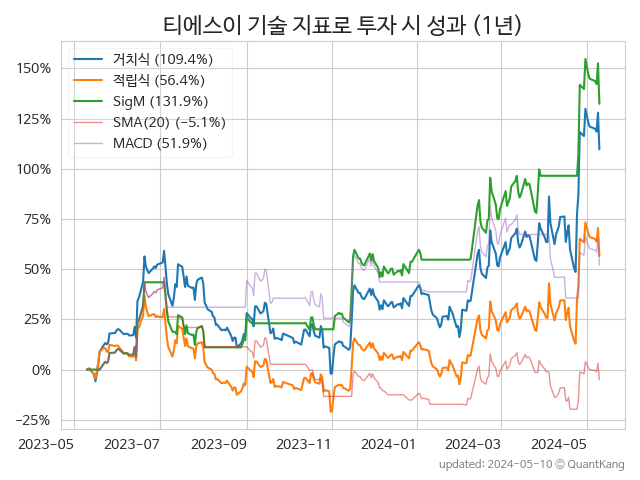 티에스이 기술 지표로 투자 시 성과 (1년)
거치식 (109.4%)
적립식 (56.4%)
SigM (131.9%)
SMA(20) (−5.1%)
MACD (51.9%)
150%
125%
100%
75%
50%
25%
0%
−25%
2023-05 2023-07 2023-09 2023-11 2024-01 2024-03 2024-05
updated: 2024-05-10 © QuantKang